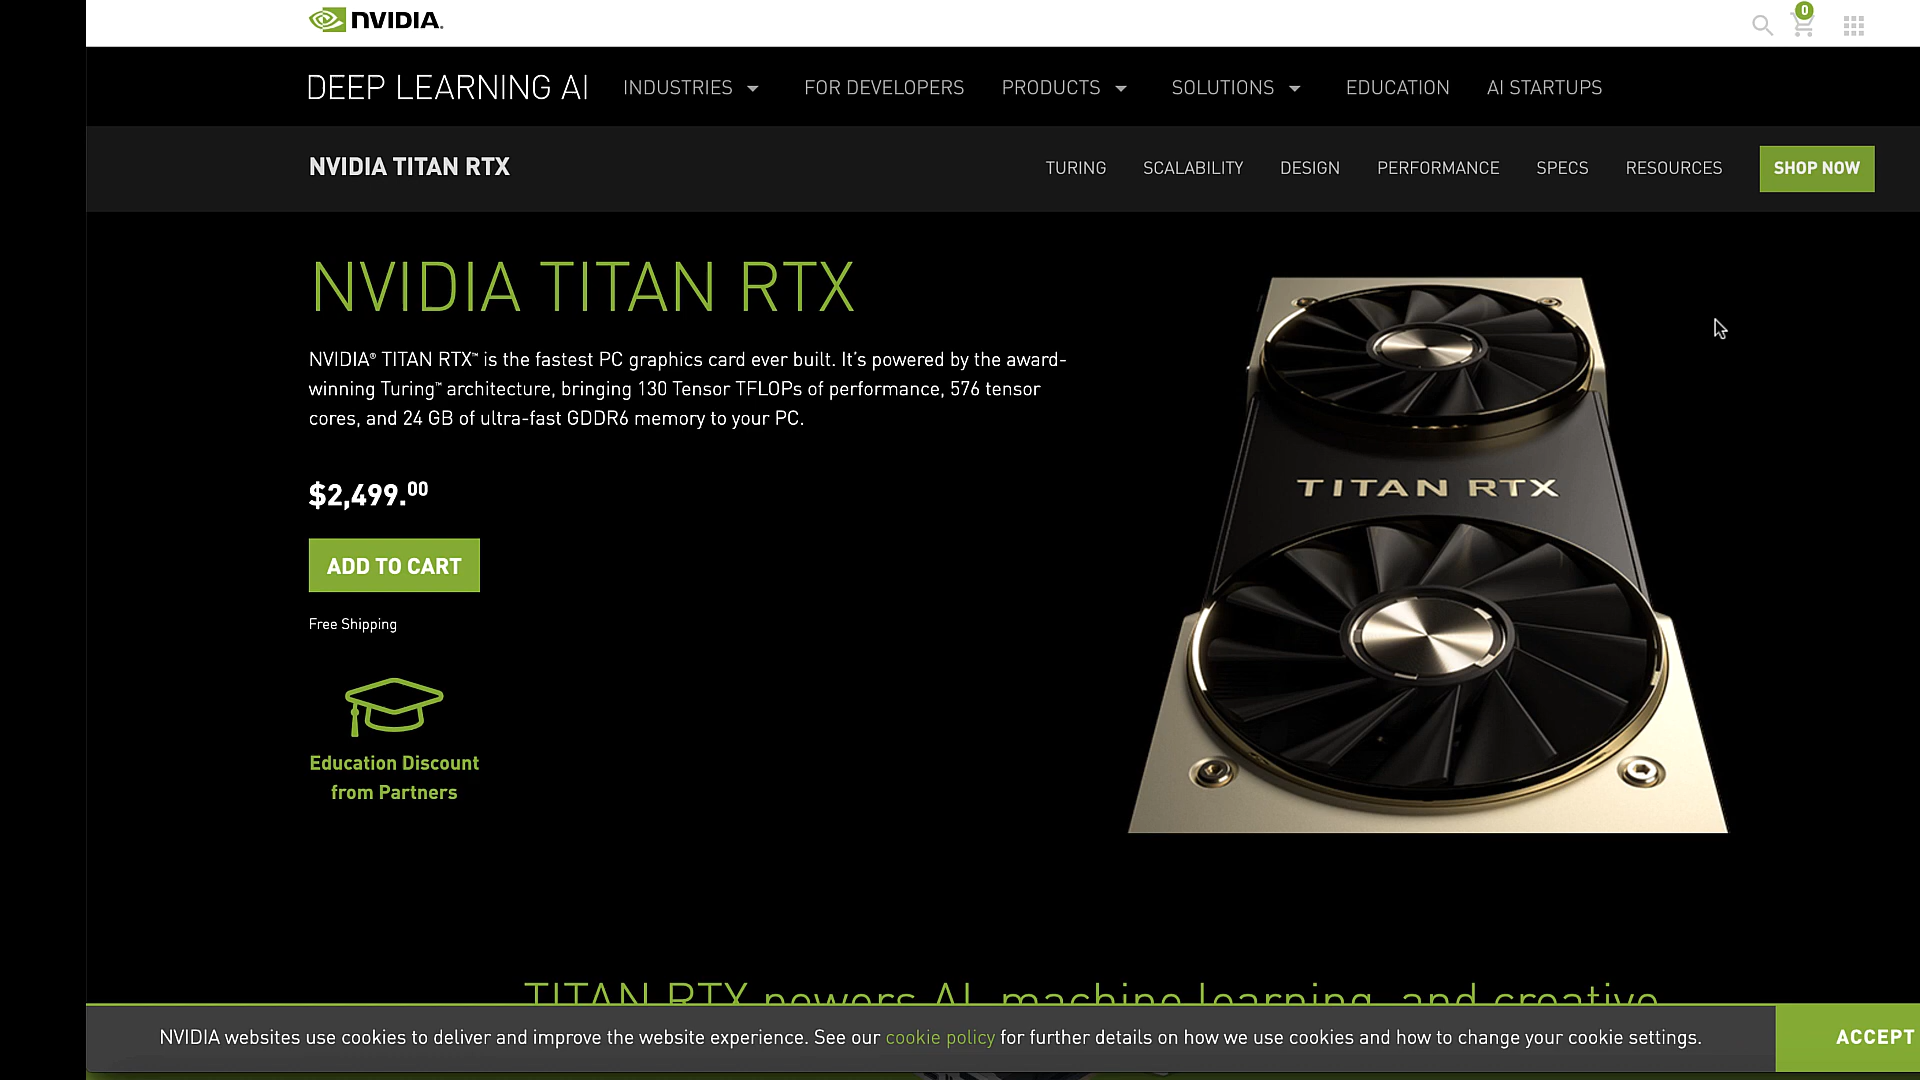 NVIDIA.
0
DEEP LEARNING AI INDUSTRIES FOR DEVELOPERS PRODUCTS SOLUTIONS EDUCATION AI STARTUPS
NVIDIA TITAN RTX TURING SCALABILITY DESIGN PERFORMANCE SPECS RESOURCES SHOP NOW
NVIDIA TITAN RTX
NVIDIA® TITAN RTX™ is the fastest PC graphics card ever built. It's powered by the award-
winning Turing™ architecture, bringing 130 Tensor TFLOPs of performance, 576 tensor
cores, and 24 GB of ultra-fast GDDR6 memory to your PC.
$2,499.00
ADD TO CART
Free Shipping
Education Discount
from Partners
TITAN RTX
TITAN RTX powers AI, machine learning, and creative
NVIDIA websites use cookies to deliver and improve the website experience. See our cookie policy for further details on how we use cookies and how to change your cookie settings.
ACCEPT